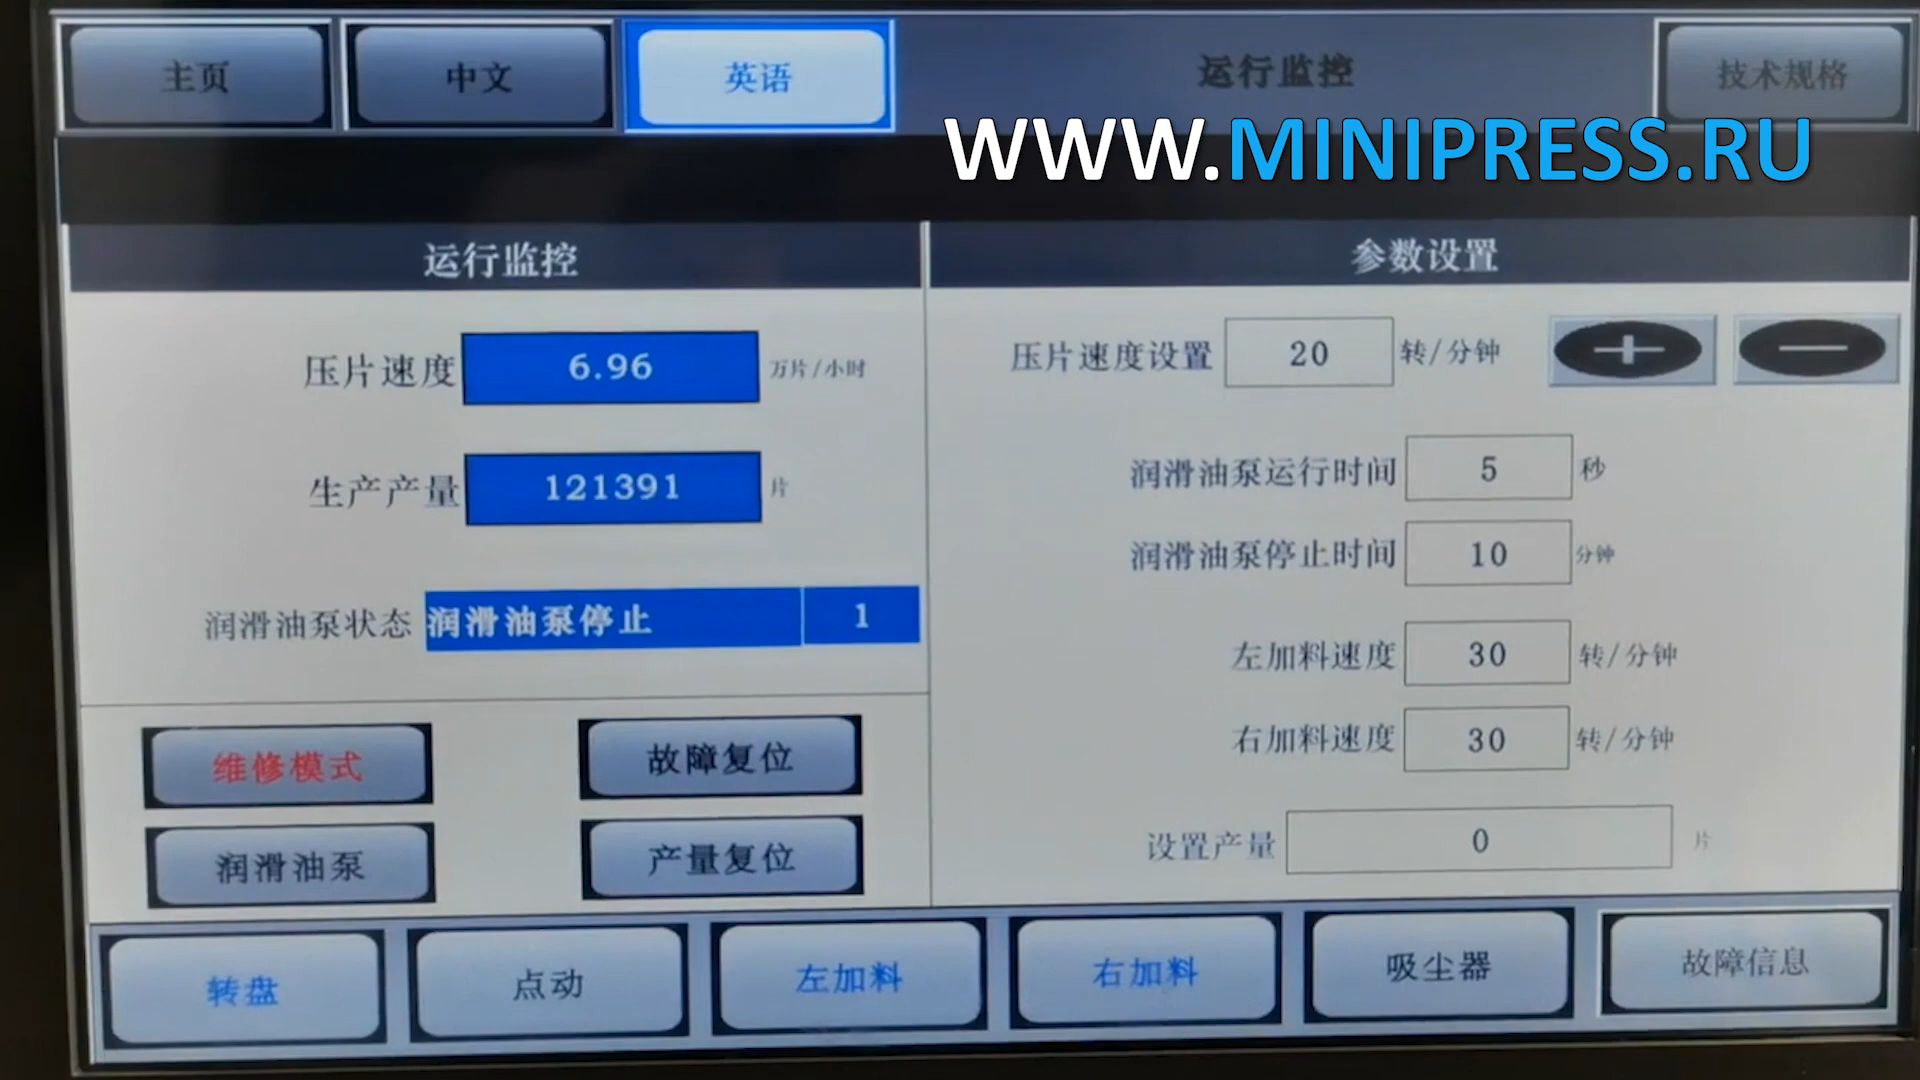 主页 中文 英语 运行监控 技术规格
WWW.MINIPRESS.RU
运行监控
压片速度 6.96 万片/小时
生产产量 121391 片
润滑油泵状态 润滑油泵停止 1
维修模式 故障复位
润滑油泵 产量复位
参数设置
压片速度设置 20 转/分钟 + —
润滑油泵运行时间 5 秒
润滑油泵停止时间 10 分钟
左加料速度 30 转/分钟
右加料速度 30 转/分钟
设置产量 0 片
转盘 点动 左加料 右加料 吸尘器 故障信息